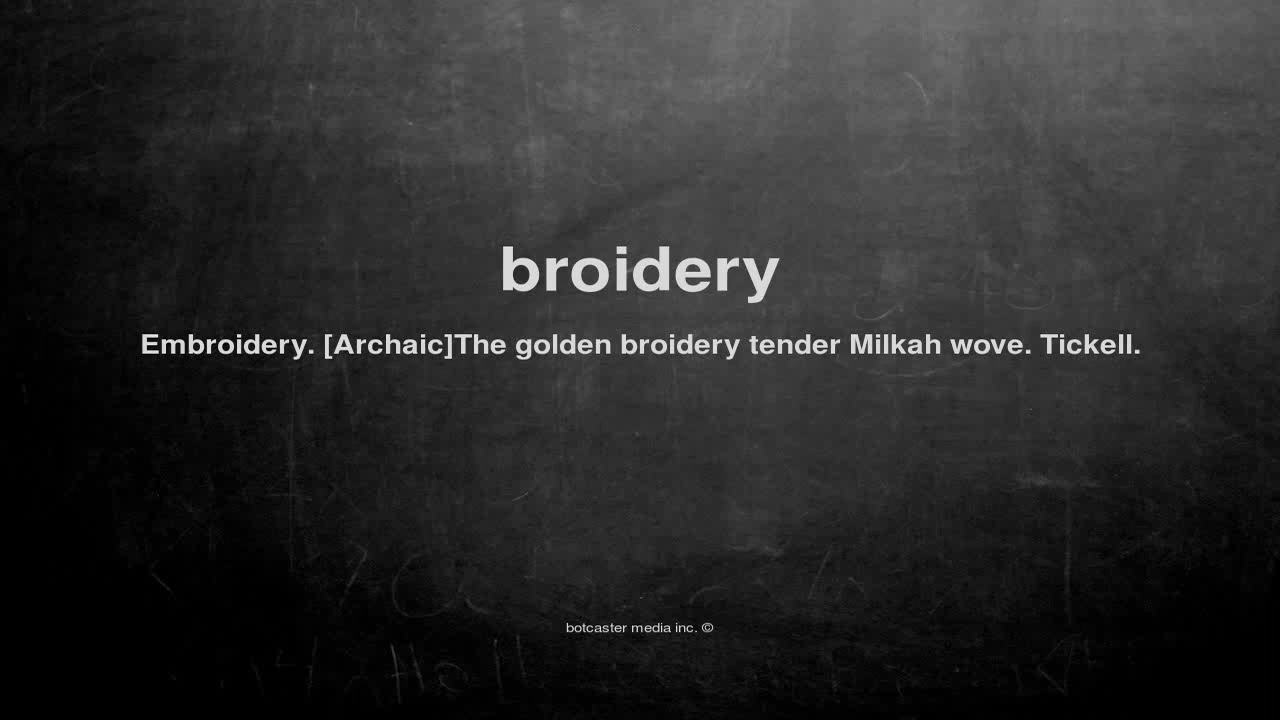 broidery
Embroidery. [Archaic]The golden broidery tender Milkah wove. Tickell.
botcaster media inc. ©